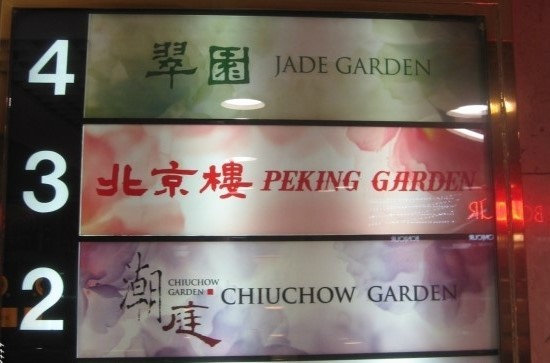 4 翠園 JADE GARDEN
3 北京樓 PEKING GARDEN
2 潮庭 CHIUCHOW GARDEN CHIUCHOW GARDEN